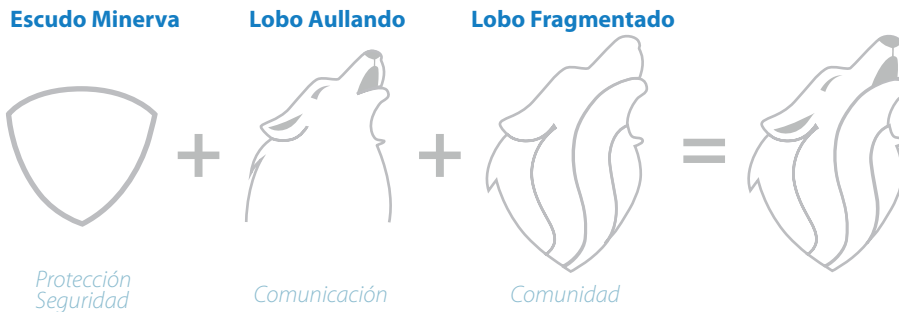 Escudo Minerva
Lobo Aullando
Lobo Fragmentado
+
+
=
Protección
Seguridad
Comunicación
Comunidad